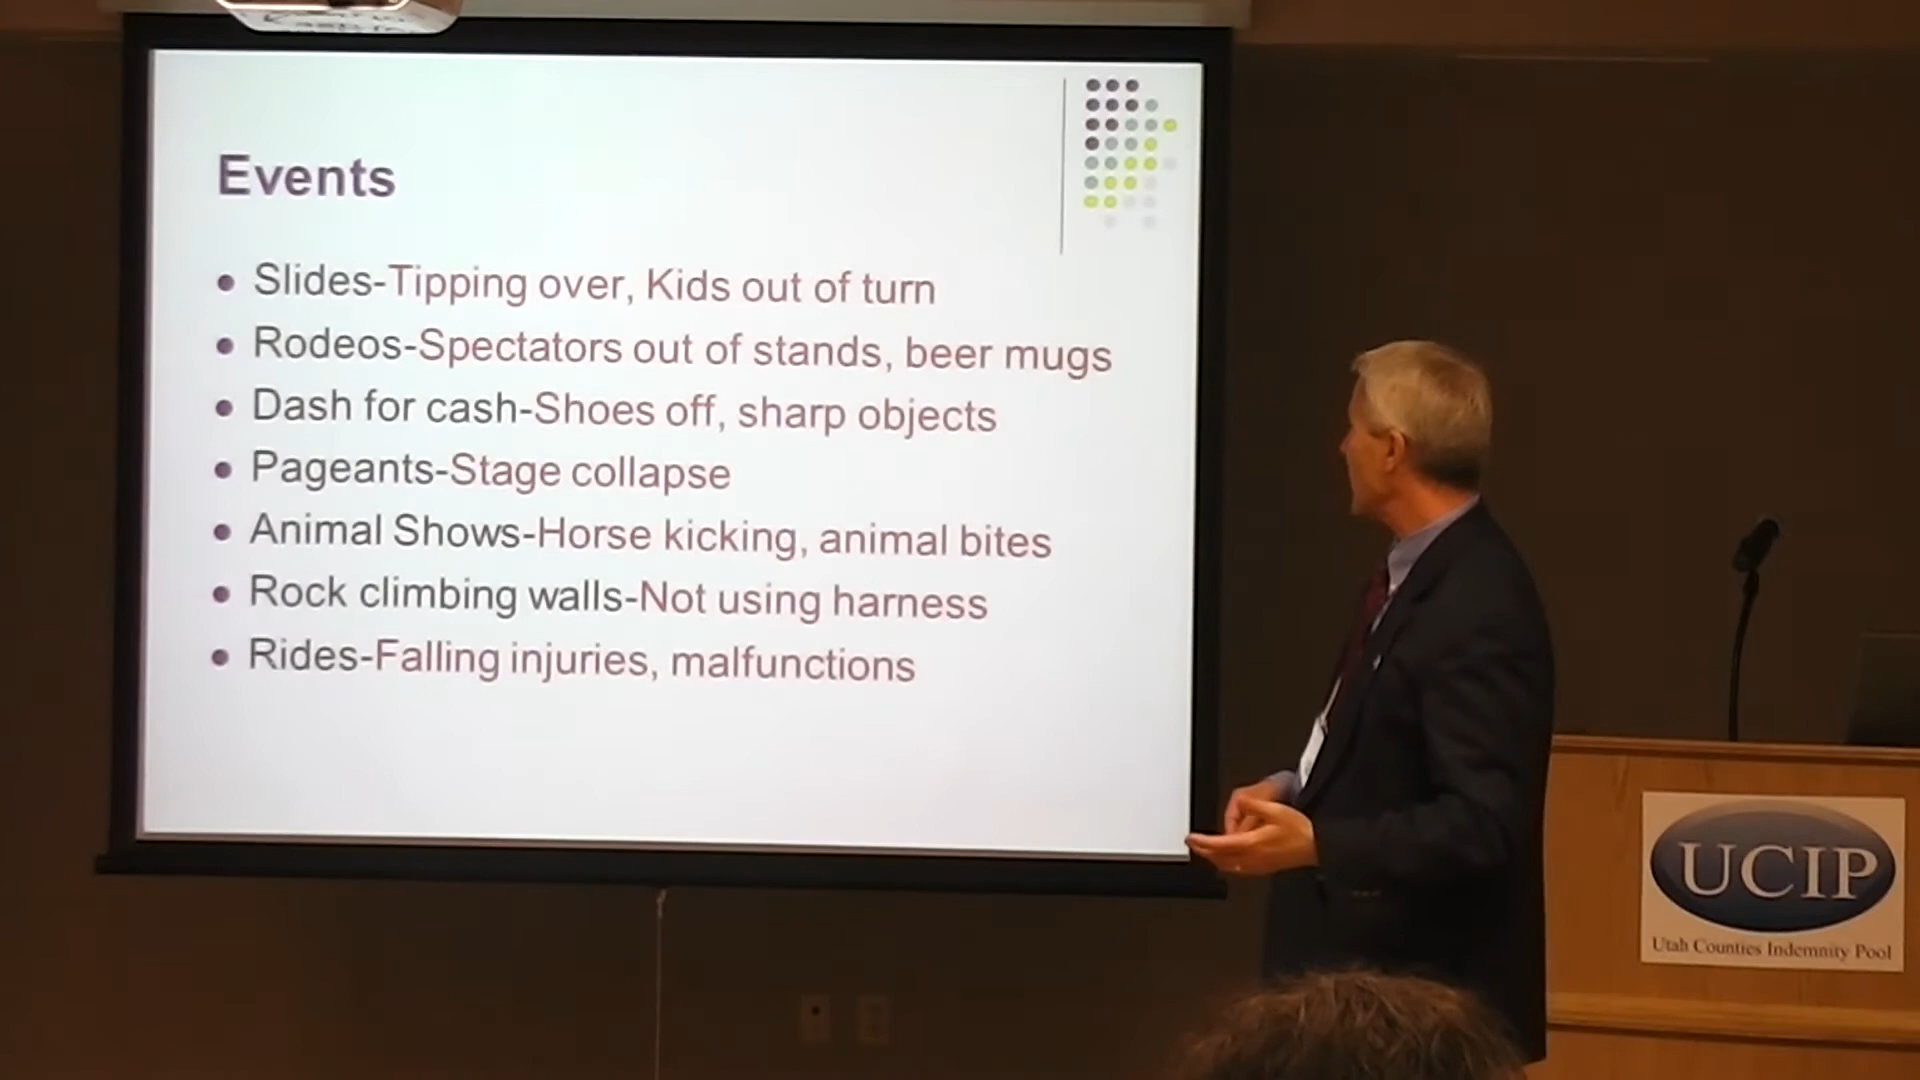 Events
• Slides-Tipping over, Kids out of turn
• Rodeos-Spectators out of stands, beer mugs
• Dash for cash-Shoes off, sharp objects
• Pageants-Stage collapse
• Animal Shows-Horse kicking, animal bites
• Rock climbing walls-Not using harness
• Rides-Falling injuries, malfunctions
UCIP
Utah Counties Indemnity Pool